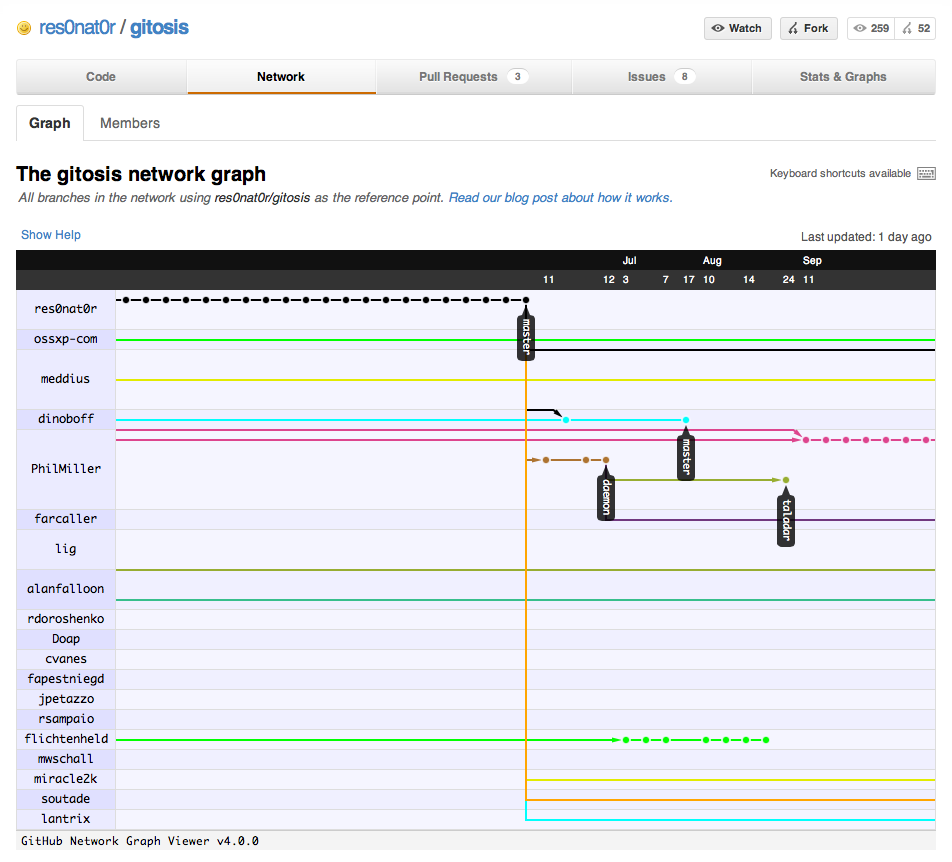 res0nat0r / gitosis
Watch
Fork
259
52
Code
Network
Pull Requests 3
Issues 8
Stats & Graphs
Graph
Members
The gitosis network graph
Keyboard shortcuts available
All branches in the network using res0nat0r/gitosis as the reference point. Read our blog post about how it works.
Show Help
Last updated: 1 day ago
Jul Aug Sep
11 12 3 7 17 10 14 24 11
res0nat0r
master
ossxp-com
meddius
dinoboff
master
PhilMiller
daemon
taladar
farcaller
lig
alanfalloon
rdoroshenko
Doap
cvanes
fapestniegd
jpetazzo
rsampaio
flichtenheld
mwschall
miracle2k
soutade
lantrix
GitHub Network Graph Viewer v4.0.0